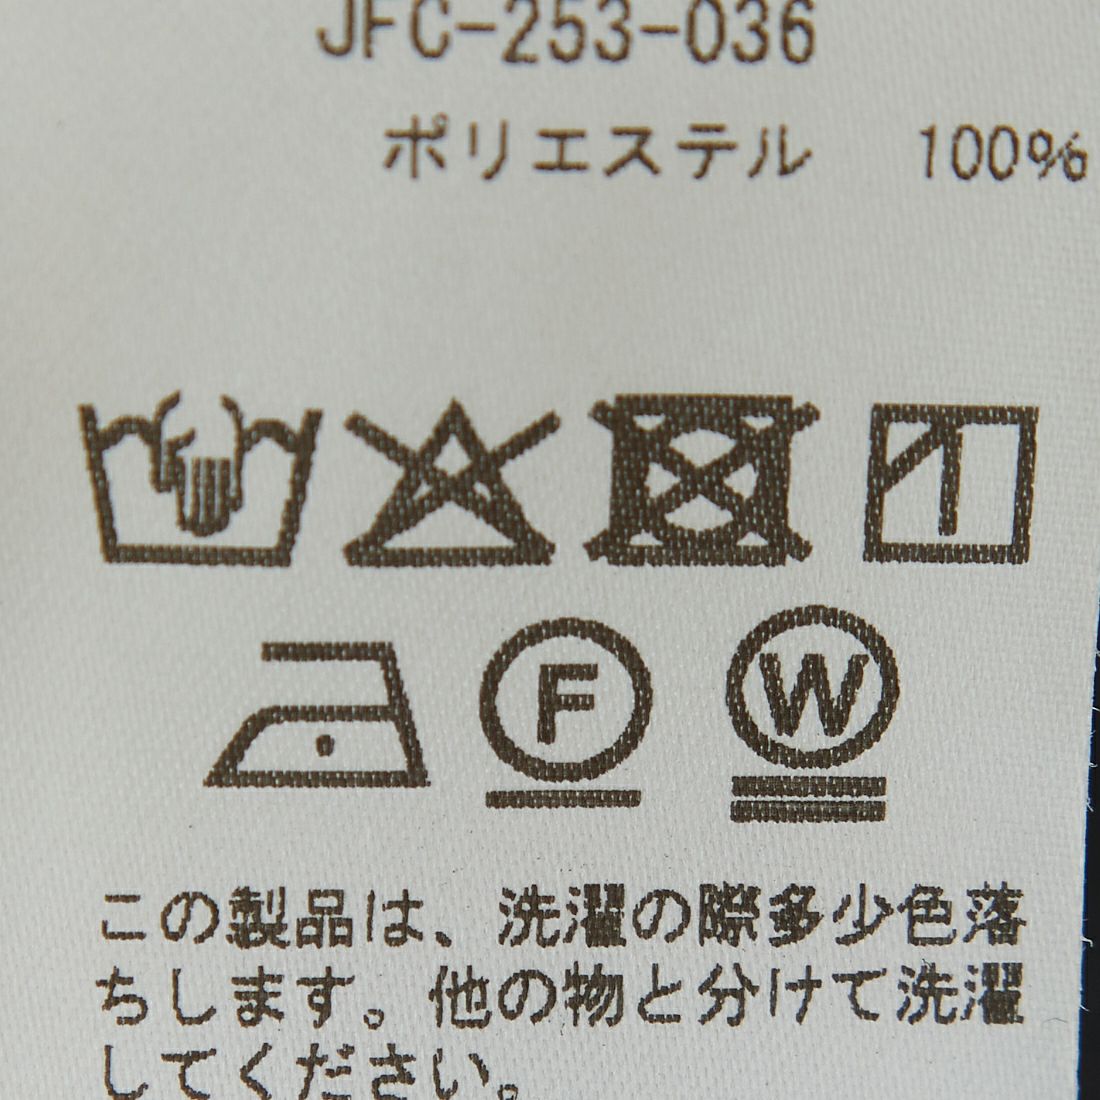 JFC-253-036
ポリエステル 100%
F W
この製品は、洗濯の際多少色落
ちします。他の物と分けて洗濯
してください。